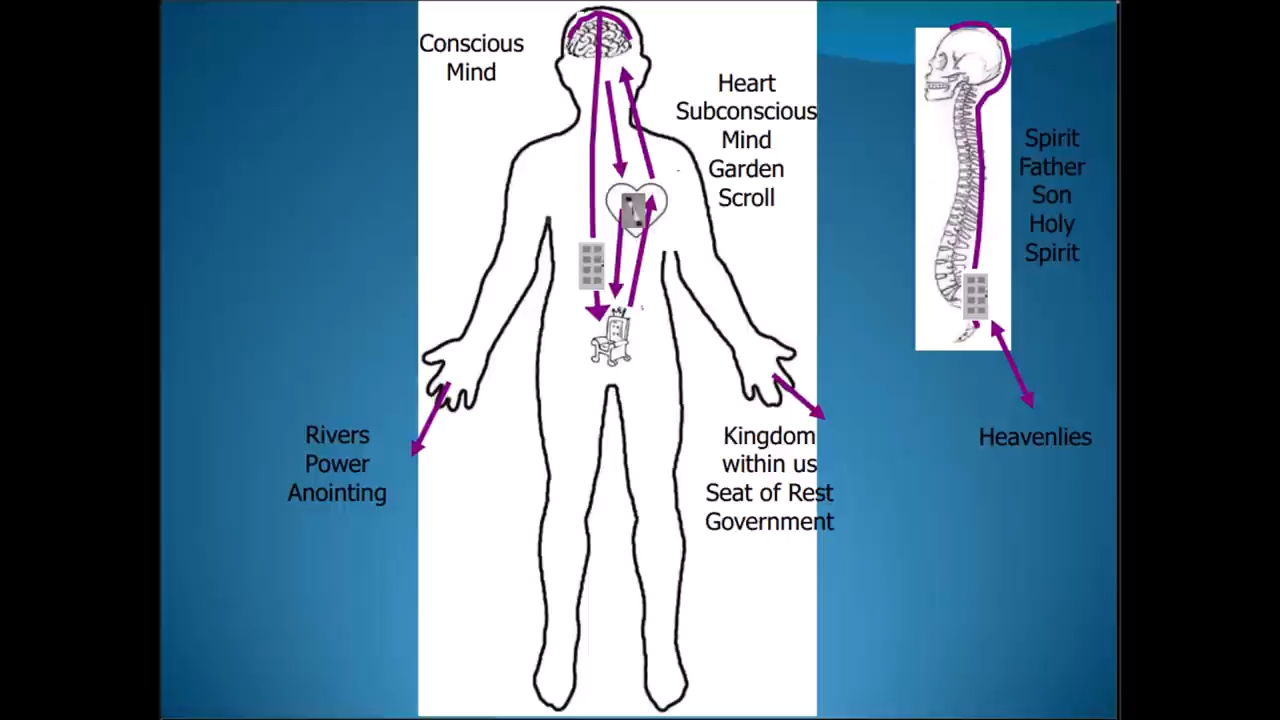 Conscious
Mind
Heart
Subconscious
Mind
Garden
Scroll
Spirit
Father
Son
Holy
Spirit
Rivers
Power
Anointing
Kingdom
within us
Seat of Rest
Government
Heavenlies